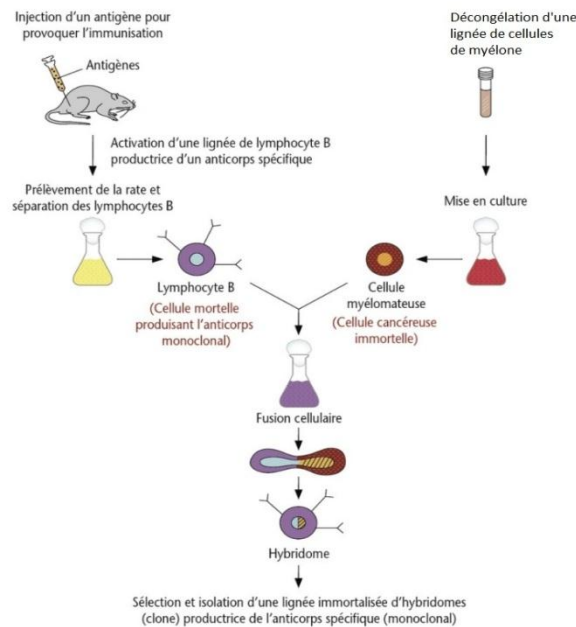 Injection d'un antigène pour
provoquer l'immunisation
Antigènes
Décongélation d'une
lignée de cellules
de myélone
Activation d'une lignée de lymphocyte B
productrice d'un anticorps spécifique
Prélèvement de la rate et
séparation des lymphocytes B
Mise en culture
Lymphocyte B
(Cellule mortelle
produisant l'anticorps
monoclonal)
Cellule
myélomateuse
(Cellule cancéreuse
immortelle)
Fusion cellulaire
Hybridome
Sélection et isolation d'une lignée immortalisée d'hybridomes
(clone) productrice de l'anticorps spécifique (monoclonal)